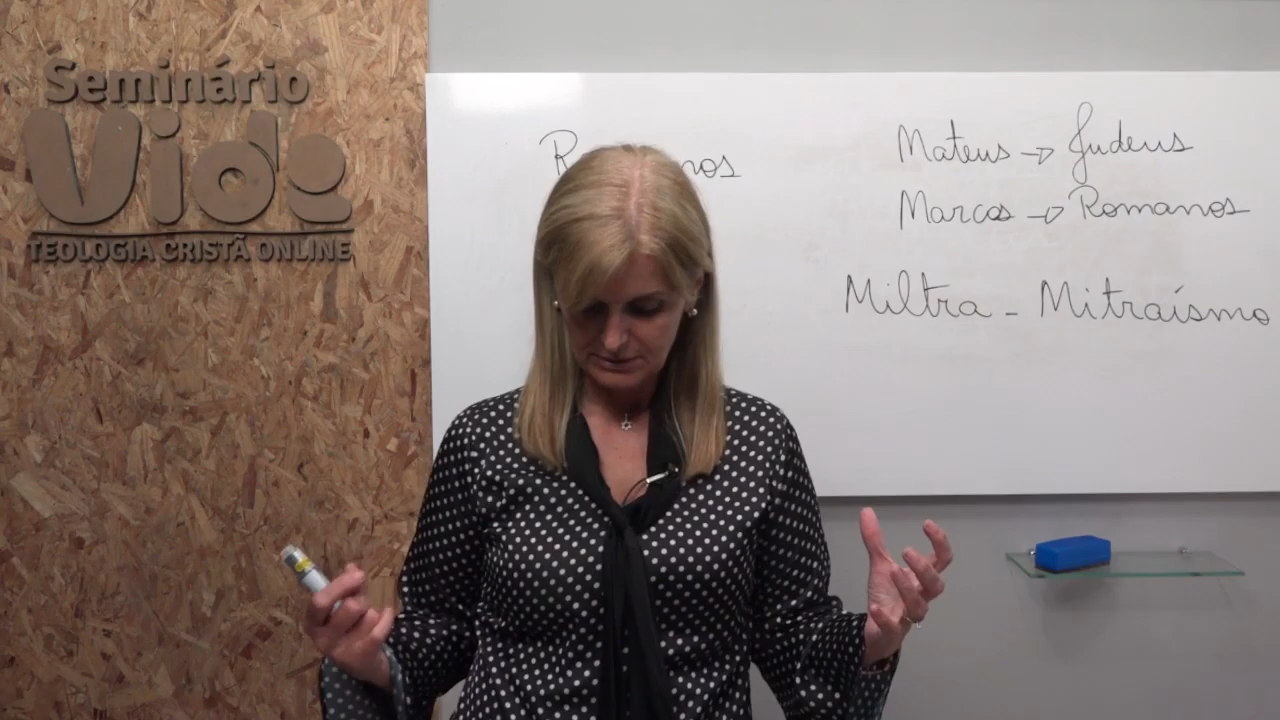 Seminário
Vida
TEOLOGIA CRISTÃ ONLINE
Mateus → Judeus
Marcos → Romanos
Miltra - Mitraísmo